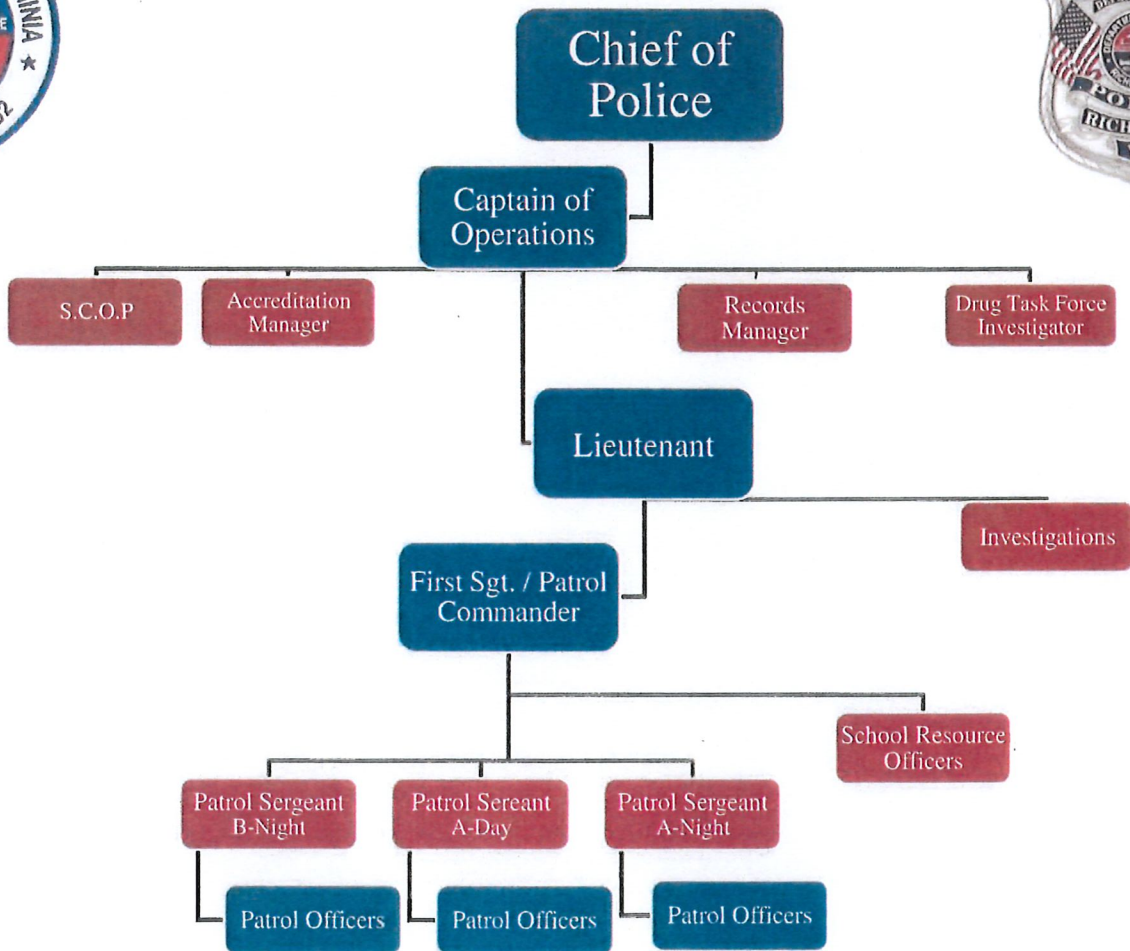 INIA ★
Chief of
Police
Captain of
Operations
S.C.O.P
Accreditation
Manager
Records
Manager
Drug Task Force
Investigator
Lieutenant
Investigations
First Sgt. / Patrol
Commander
School Resource
Officers
Patrol Sergeant
B-Night
Patrol Sereant
A-Day
Patrol Sergeant
A-Night
Patrol Officers
Patrol Officers
Patrol Officers